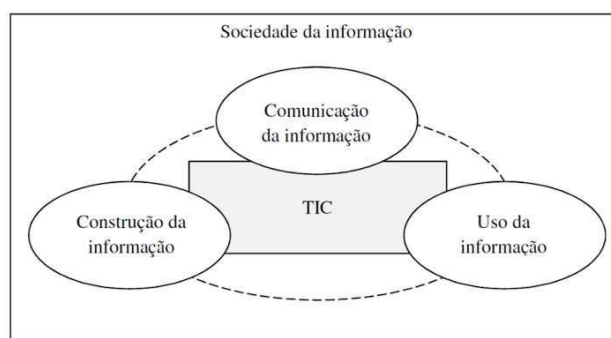 Sociedade da informação
Comunicação
da informação
TIC
Construção da
informação
Uso da
informação